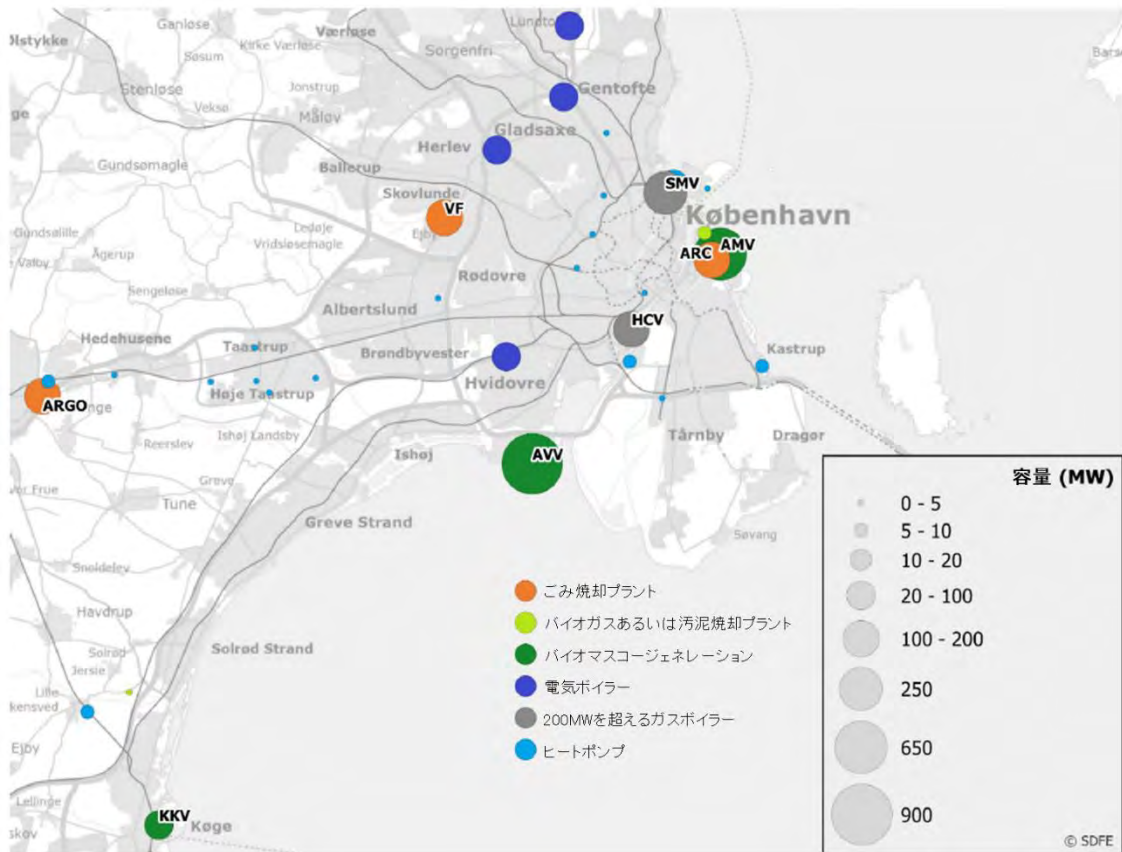 Lundto
Værløse
Ganløse
Kirke Værløse
Ølstykke
Søsum
Sorgenfri
Jonstrup
Stenløse
Gentofte
Veksø
Måløv
Gladsaxe
Herlev
Ballerup
Gundsømagle
Skovlunde
SMV
VF
København
Ledøje
Ejby
Gundsølille
Vridsløsemagle
AMV
ARC
Ågerup
Rødovre
Sengeløse
Albertslund
HCV
Hedehusene
Taastrup
Brøndbyvester
Kastrup
Hvidovre
Høje Taastrup
ARGO
Reerslev
Ishøj Landsby
Tårnby
Dragør
Ishøj
AVV
Greve
Tune
Greve Strand
Søvang
Snoldelev
Havdrup
Solrød
Solrød Strand
Jersie
Lille
Ejby
Lellinge
KKV
Køge
ごみ焼却プラント
バイオガスあるいは汚泥焼却プラント
バイオマスコージェネレーション
電気ボイラー
200MWを超えるガスボイラー
ヒートポンプ
容量 (MW)
0 - 5
5 - 10
10 - 20
20 - 100
100 - 200
250
650
900
© SDFE